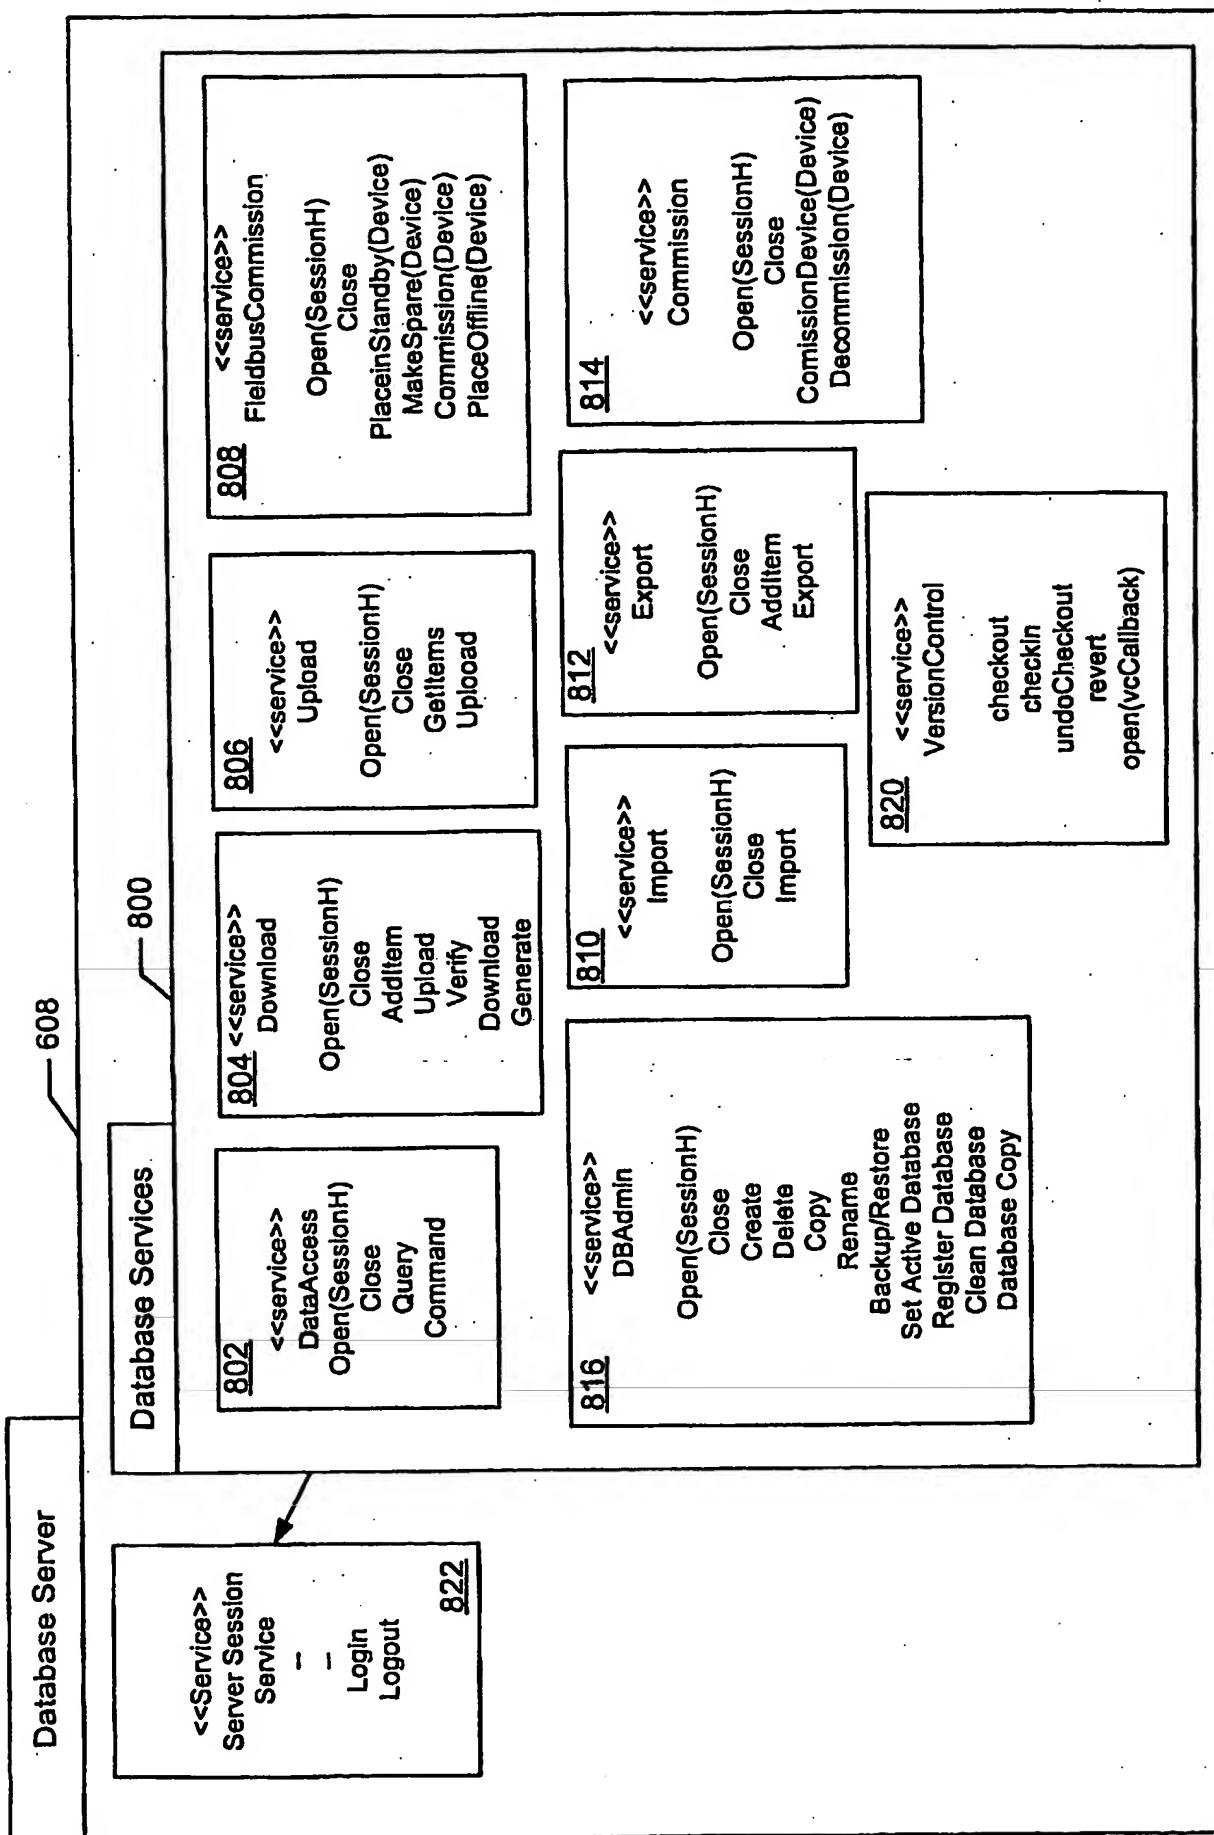 Database Server
608
<<Service>>
Server Session
Service
--
--
Login
Logout
822
Database Services
800
802
<<service>>
DataAccess
Open(SessionH)
Close
Query
Command
804
<<service>>
Download
Open(SessionH)
Close
AddItem
Upload
Verify
Download
Generate
806
<<service>>
Upload
Open(SessionH)
Close
GetItems
Uplooad
808
<<service>>
FieldbusCommission
Open(SessionH)
Close
PlaceinStandby(Device)
MakeSpare(Device)
Commission(Device)
PlaceOffline(Device)
816
<<service>>
DBAdmin
Open(SessionH)
Close
Create
Delete
Copy
Rename
Backup/Restore
Set Active Database
Register Database
Clean Database
Database Copy
810
<<service>>
Import
Open(SessionH)
Close
Import
812
<<service>>
Export
Open(SessionH)
Close
AddItem
Export
814
<<service>>
Commission
Open(SessionH)
Close
ComissionDevice(Device)
Decommission(Device)
820
<<service>>
VersionControl
checkout
checkin
undoCheckout
revert
open(vcCallback)